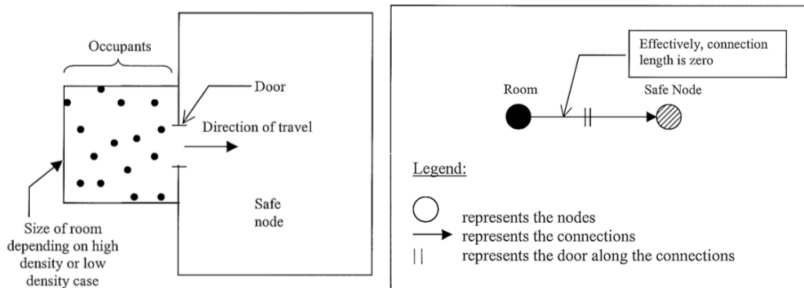 Occupants
Door
Direction of travel
Safe
node
Size of room
depending on high
density or low
density case
Effectively, connection
length is zero
Room
Safe Node
Legend:
represents the nodes
represents the connections
represents the door along the connections